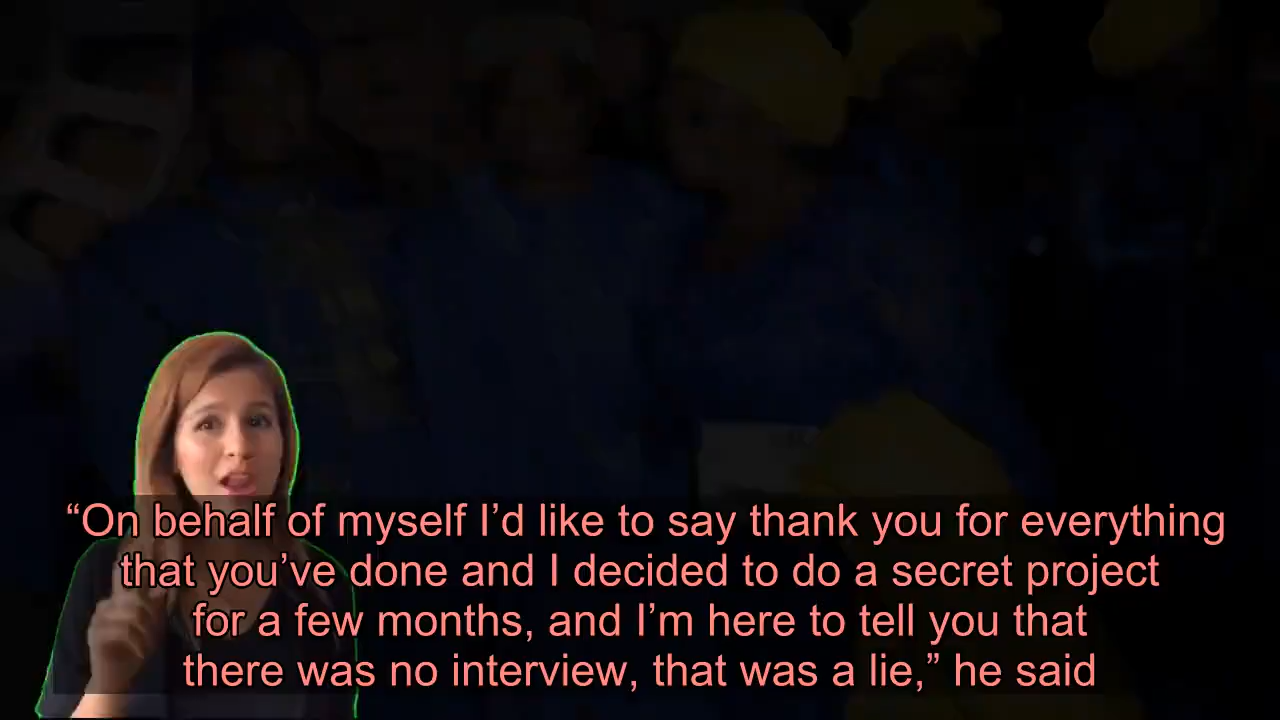 “On behalf of myself I’d like to say thank you for everything
that you’ve done and I decided to do a secret project
for a few months, and I’m here to tell you that
there was no interview, that was a lie,” he said